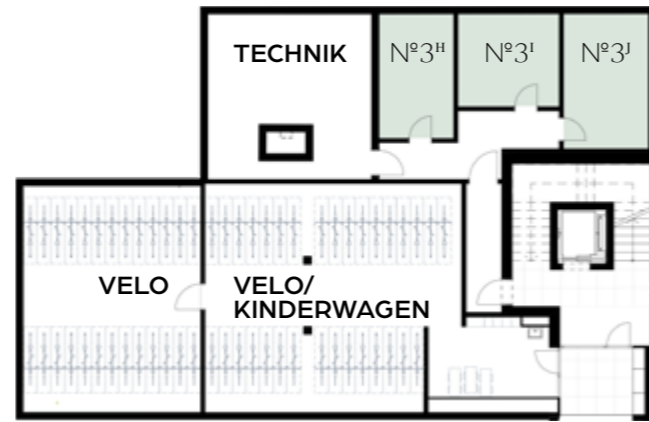 TECHNIK
Nº3ᴴ
Nº3ᴵ
Nº3ᴶ
VELO
VELO/
KINDERWAGEN